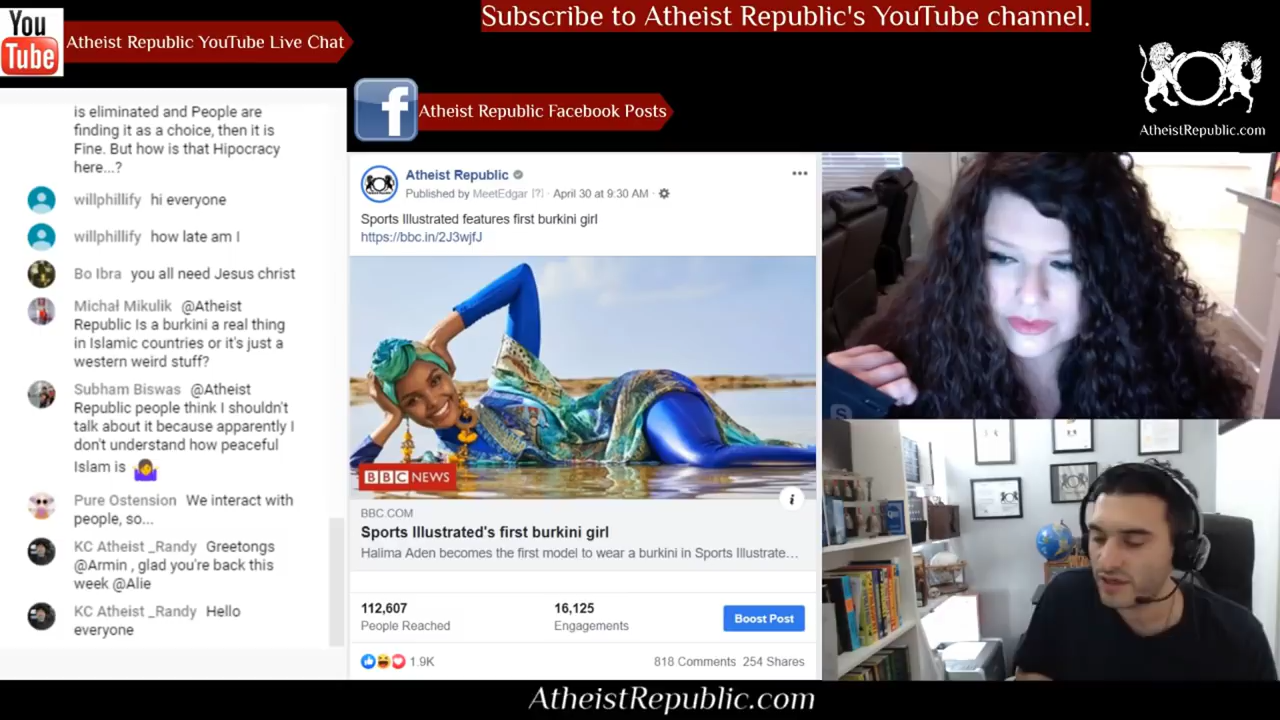 You
Tube
Atheist Republic YouTube Live Chat
Subscribe to Atheist Republic's YouTube channel.
AtheistRepublic.com
f
Atheist Republic Facebook Posts
is eliminated and People are
finding it as a choice, then it is
Fine. But how is that Hipocracy
here...?
willphillify hi everyone
willphillify how late am I
Bo Ibra you all need Jesus christ
Michał Mikulik @Atheist
Republic Is a burkini a real thing
in Islamic countries or it's just a
western weird stuff?
Subham Biswas @Atheist
Republic people think I shouldn't
talk about it because apparently I
don't understand how peaceful
Islam is
Pure Ostension We interact with
people, so...
KC Atheist _Randy Greetongs
@Armin , glad you're back this
week @Alie
KC Atheist _Randy Hello
everyone
Atheist Republic
Published by MeetEdgar [?] · April 30 at 9:30 AM ·
Sports Illustrated features first burkini girl
https://bbc.in/2J3wjfJ
BBC NEWS
i
BBC.COM
Sports Illustrated's first burkini girl
Halima Aden becomes the first model to wear a burkini in Sports Illustrate...
112,607
People Reached
16,125
Engagements
Boost Post
1.9K
818 Comments 254 Shares
S
AtheistRepublic.com